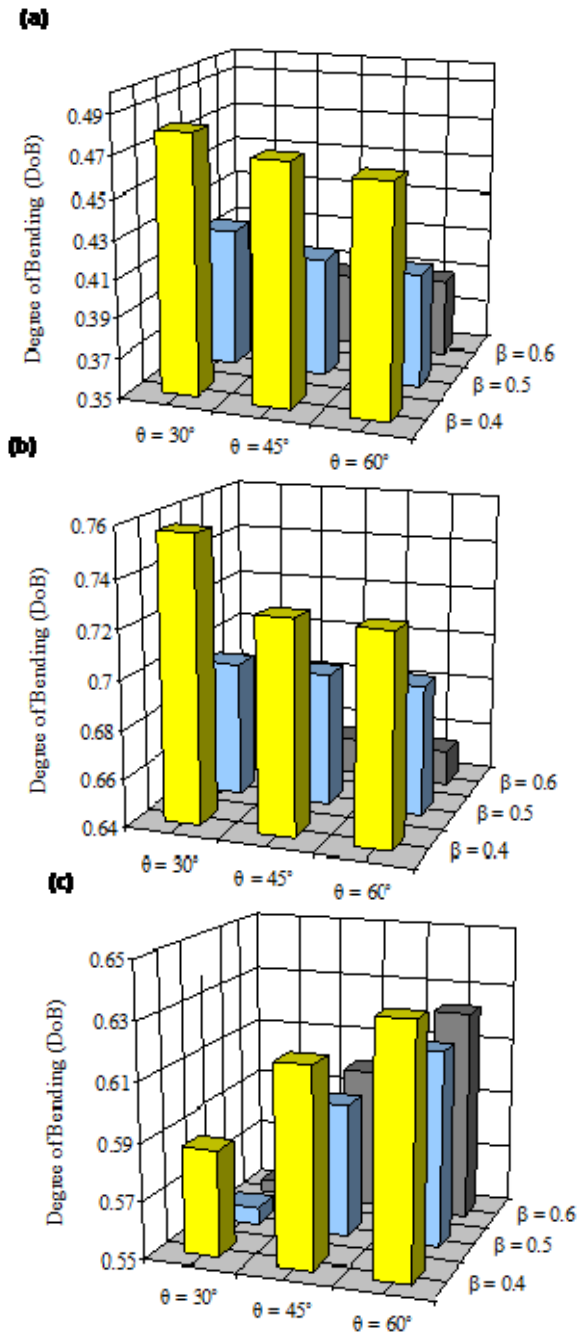 (a)
Degree of Bending (DoB)
0.49
0.47
0.45
0.43
0.41
0.39
0.37
0.35
θ = 30°
θ = 45°
θ = 60°
β = 0.4
β = 0.5
β = 0.6
(b)
Degree of Bending (DoB)
0.76
0.74
0.72
0.7
0.68
0.66
0.64
θ = 30°
θ = 45°
θ = 60°
β = 0.4
β = 0.5
β = 0.6
(c)
Degree of Bending (DoB)
0.65
0.63
0.61
0.59
0.57
0.55
θ = 30°
θ = 45°
θ = 60°
β = 0.4
β = 0.5
β = 0.6